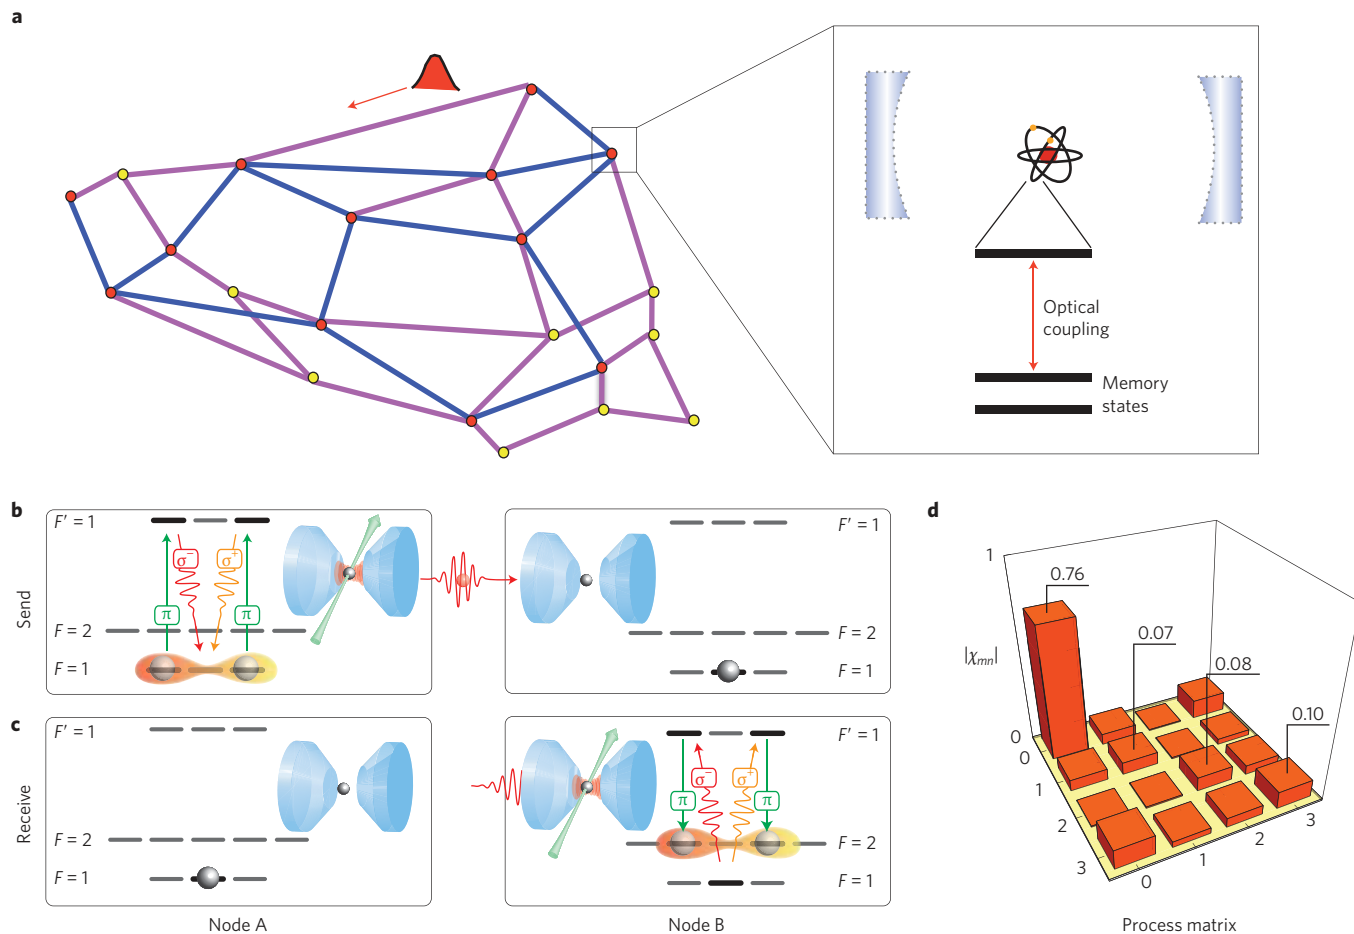 a
Optical
coupling
Memory
states
b
Send
F′ = 1
σ⁻
σ⁺
π
π
F = 2
F = 1
F′ = 1
F = 2
F = 1
c
Receive
F′ = 1
F = 2
F = 1
Node A
F′ = 1
σ⁻
σ⁺
π
π
F = 2
F = 1
Node B
d
1
|χmn|
0.76
0.07
0.08
0.10
0
0
1
2
3
0
1
2
3
Process matrix